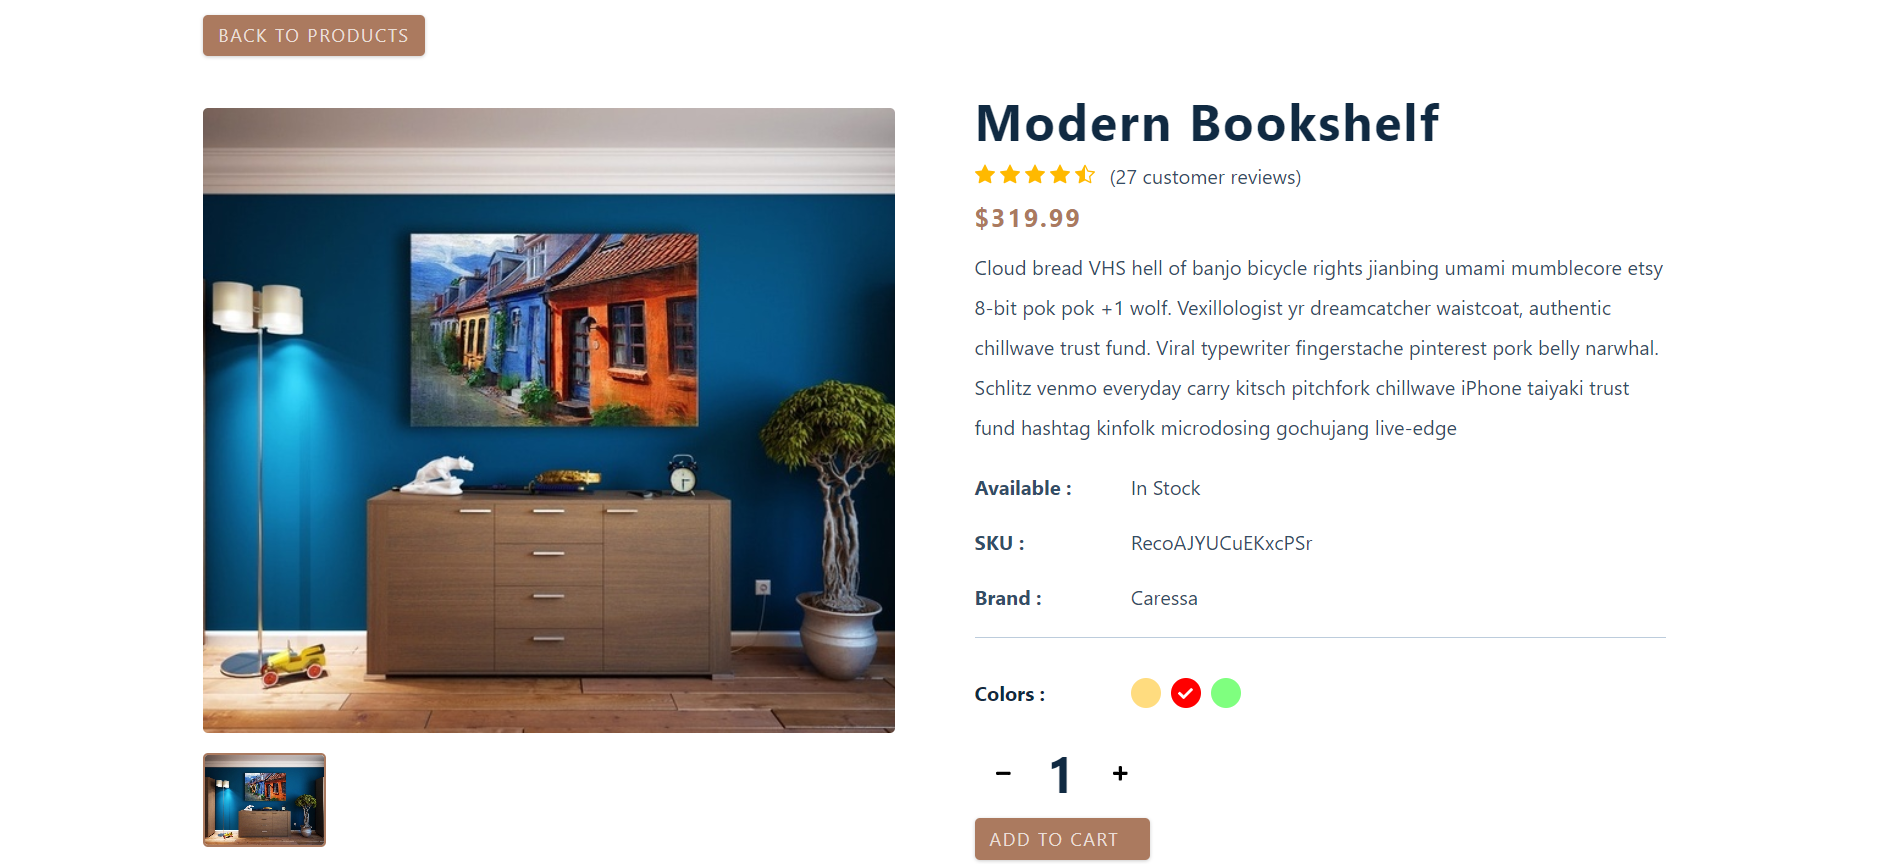 BACK TO PRODUCTS
Modern Bookshelf
(27 customer reviews)
$319.99
Cloud bread VHS hell of banjo bicycle rights jianbing umami mumblecore etsy
8-bit pok pok +1 wolf. Vexillologist yr dreamcatcher waistcoat, authentic
chillwave trust fund. Viral typewriter fingerstache pinterest pork belly narwhal.
Schlitz venmo everyday carry kitsch pitchfork chillwave iPhone taiyaki trust
fund hashtag kinfolk microdosing gochujang live-edge
Available : In Stock
SKU : RecoAJYUCuEKxcPSr
Brand : Caressa
Colors :
− 1 +
ADD TO CART